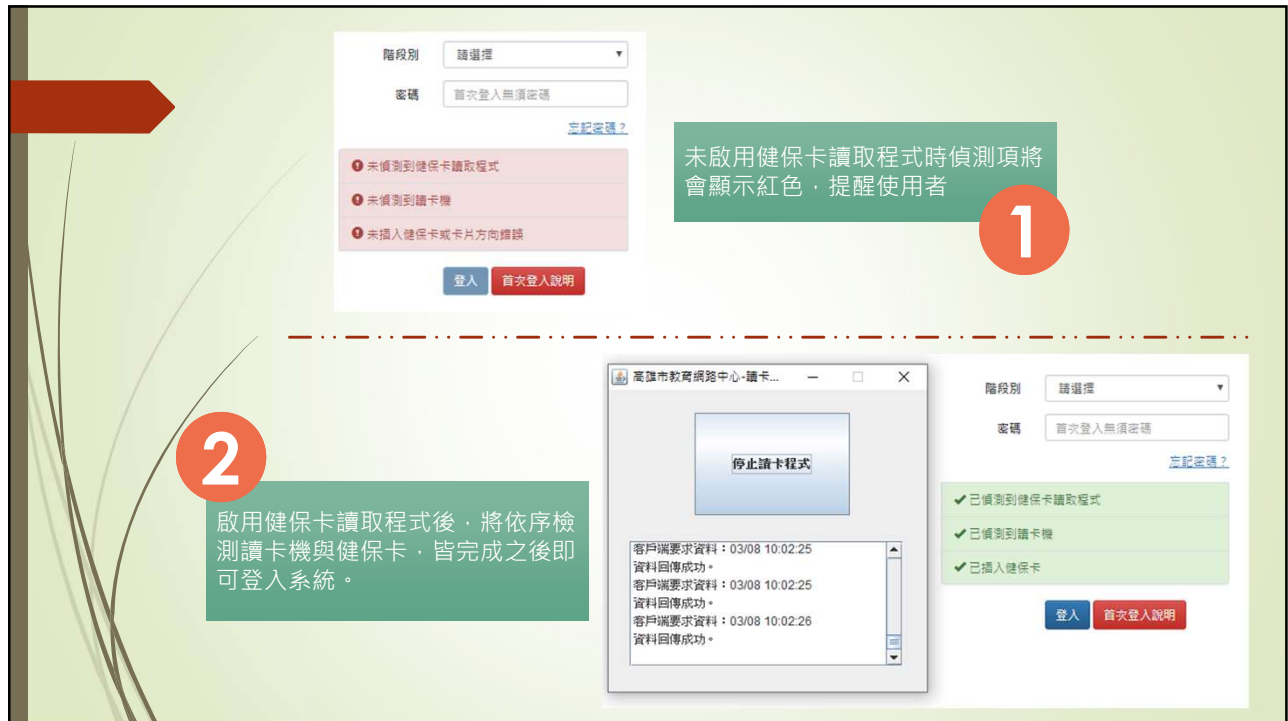 階段別 請選擇
密碼 首次登入無須密碼
忘記密碼？
未偵測到健保卡讀取程式
未偵測到讀卡機
未插入健保卡或卡片方向錯誤
登入 首次登入說明
未啟用健保卡讀取程式時偵測項將
會顯示紅色，提醒使用者
1
2
啟用健保卡讀取程式後，將依序檢
測讀卡機與健保卡，皆完成之後即
可登入系統。
高雄市教育網路中心-讀卡...
停止讀卡程式
客戶端要求資料：03/08 10:02:25
資料回傳成功。
客戶端要求資料：03/08 10:02:25
資料回傳成功。
客戶端要求資料：03/08 10:02:26
資料回傳成功。
階段別 請選擇
密碼 首次登入無須密碼
忘記密碼？
已偵測到健保卡讀取程式
已偵測到讀卡機
已插入健保卡
登入 首次登入說明